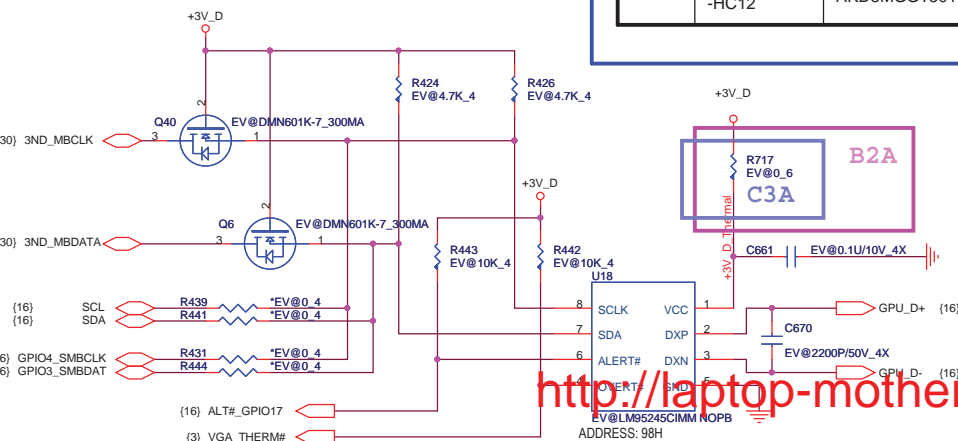 -HC12
+3V_D
R424
EV@4.7K_4
R426
EV@4.7K_4
+3V_D
2
Q40
EV@DMN601K-7_300MA
30} 3ND_MBCLK
3
1
B2A
R717
EV@0_6
C3A
+3V_D
2
Q6
EV@DMN601K-7_300MA
30} 3ND_MBDATA
3
1
+3V_D_Thermal
R443
EV@10K_4
R442
EV@10K_4
C661
EV@0.1U/10V_4X
U18
{16} SCL
R439
*EV@0_4
{16} SDA
R441
*EV@0_4
8 SCLK
VCC 1
GPU_D+ {16}
7 SDA
DXP 2
C670
EV@2200P/50V_4X
6} GPIO4_SMBCLK
R431
*EV@0_4
6 ALERT#
DXN 3
6} GPIO3_SMBDAT
R444
*EV@0_4
GPU_D- {16}
OVERT#
GND
5
http://laptop-mother
{16} ALT#_GPIO17
EV@LM95245CIMM NOPB
ADDRESS: 98H
{3} VGA_THERM#